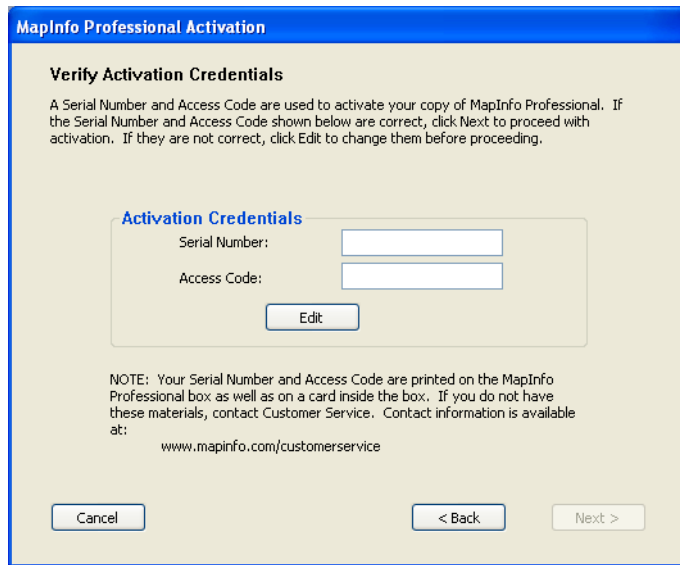 MapInfo Professional Activation
Verify Activation Credentials
A Serial Number and Access Code are used to activate your copy of MapInfo Professional. If
the Serial Number and Access Code shown below are correct, click Next to proceed with
activation. If they are not correct, click Edit to change them before proceeding.
Activation Credentials
Serial Number:
Access Code:
Edit
NOTE: Your Serial Number and Access Code are printed on the MapInfo
Professional box as well as on a card inside the box. If you do not have
these materials, contact Customer Service. Contact information is available
at:
www.mapinfo.com/customerservice
Cancel
< Back
Next >